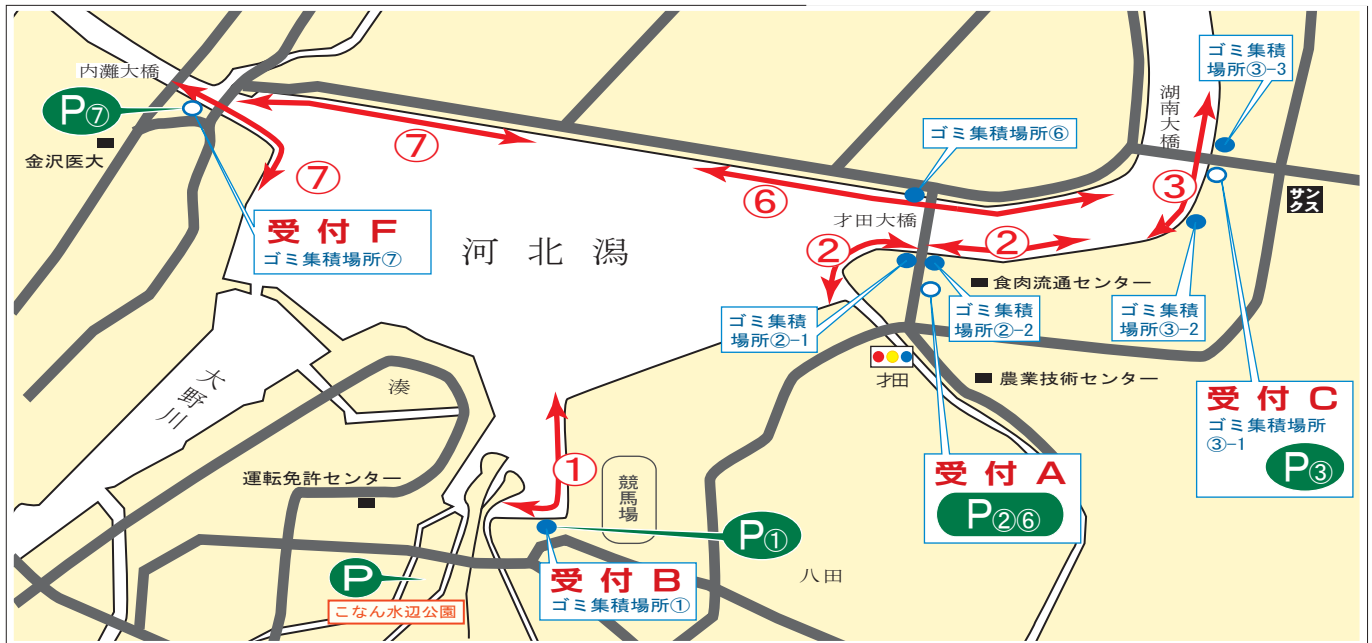 内灘大橋
P⑦
金沢医大
⑦
⑦
受付F
ゴミ集積場所⑦
河北潟
⑥
ゴミ集積場所⑥
ゴミ集積
場所③-3
湖南大橋
③
サン
クス
才田大橋
②
②
食肉流通センター
ゴミ集積
場所②-1
ゴミ集積
場所②-2
ゴミ集積
場所③-2
才田
農業技術センター
受付C
ゴミ集積場所
③-1
P③
受付A
P②⑥
大野川
湊
運転免許センター
①
競馬場
P①
P
こなん水辺公園
受付B
ゴミ集積場所①
八田